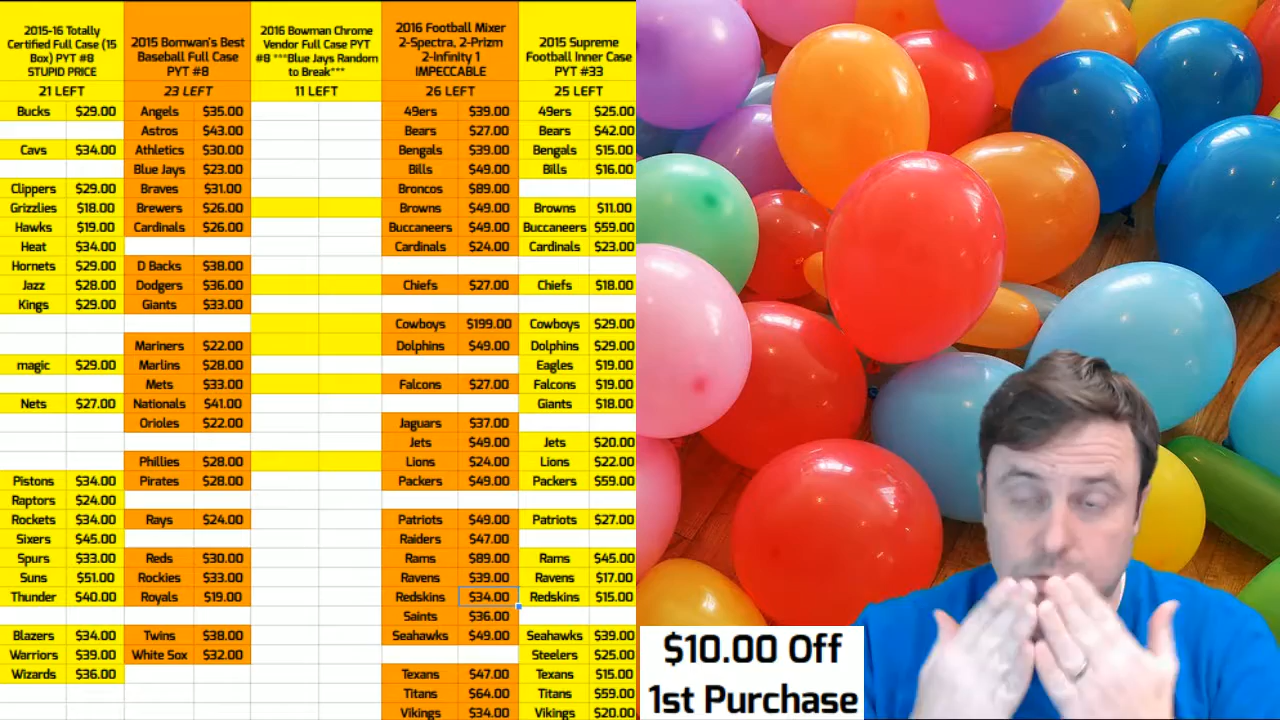 2015-16 Totally
Certified Full Case (15
Box) PYT #8
STUPID PRICE
21 LEFT
2015 Bomwan's Best
Baseball Full Case
PYT #8
23 LEFT
2016 Bowman Chrome
Vendor Full Case PYT
#8 ***Blue Jays Random
to Break***
11 LEFT
2016 Football Mixer
2-Spectra, 2-Prizm
2-Infinity 1
IMPECCABLE
26 LEFT
2015 Supreme
Football Inner Case
PYT #33
25 LEFT
Bucks $29.00 Angels $35.00 49ers $39.00 49ers $25.00
Astros $43.00 Bears $27.00 Bears $42.00
Cavs $34.00 Athletics $30.00 Bengals $39.00 Bengals $15.00
Blue Jays $23.00 Bills $49.00 Bills $16.00
Clippers $29.00 Braves $31.00 Broncos $89.00
Grizzlies $18.00 Brewers $26.00 Browns $49.00 Browns $11.00
Hawks $19.00 Cardinals $26.00 Buccaneers $49.00 Buccaneers $59.00
Heat $34.00 Cardinals $24.00 Cardinals $23.00
Hornets $29.00 D Backs $38.00
Jazz $28.00 Dodgers $36.00 Chiefs $27.00 Chiefs $18.00
Kings $29.00 Giants $33.00
Cowboys $199.00 Cowboys $29.00
Mariners $22.00 Dolphins $49.00 Dolphins $29.00
magic $29.00 Marlins $28.00 Eagles $19.00
Mets $33.00 Falcons $27.00 Falcons $19.00
Nets $27.00 Nationals $41.00 Giants $18.00
Orioles $22.00 Jaguars $37.00
Jets $49.00 Jets $20.00
Phillies $28.00 Lions $24.00 Lions $22.00
Pistons $34.00 Pirates $28.00 Packers $49.00 Packers $59.00
Raptors $24.00
Rockets $34.00 Rays $24.00 Patriots $49.00 Patriots $27.00
Sixers $45.00 Raiders $47.00
Spurs $33.00 Reds $30.00 Rams $89.00 Rams $45.00
Suns $51.00 Rockies $33.00 Ravens $39.00 Ravens $17.00
Thunder $40.00 Royals $19.00 Redskins $34.00 Redskins $15.00
Saints $36.00
Blazers $34.00 Twins $38.00 Seahawks $49.00 Seahawks $39.00
Warriors $39.00 White Sox $32.00 Steelers $25.00
Wizards $36.00 Texans $47.00 Texans $15.00
Titans $64.00 Titans $59.00
Vikings $34.00 Vikings $20.00
$10.00 Off
1st Purchase